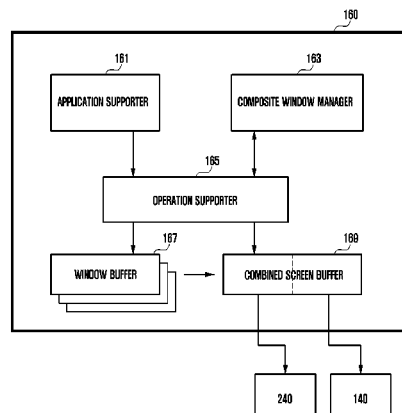 160
161
163
APPLICATION SUPPORTER
COMPOSITE WINDOW MANAGER
165
OPERATION SUPPORTER
167
169
WINDOW BUFFER
COMBINED SCREEN BUFFER
240
140